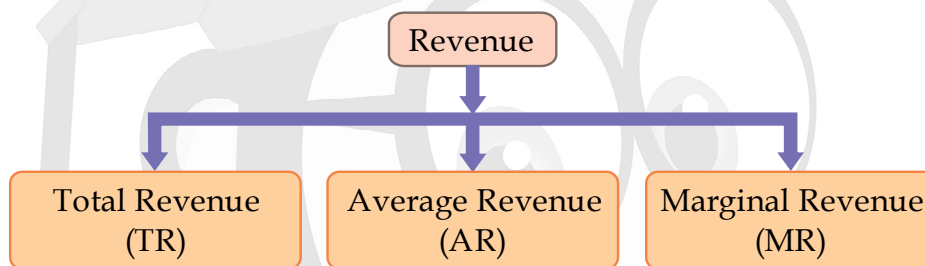 Revenue
Total Revenue
(TR)
Average Revenue
(AR)
Marginal Revenue
(MR)